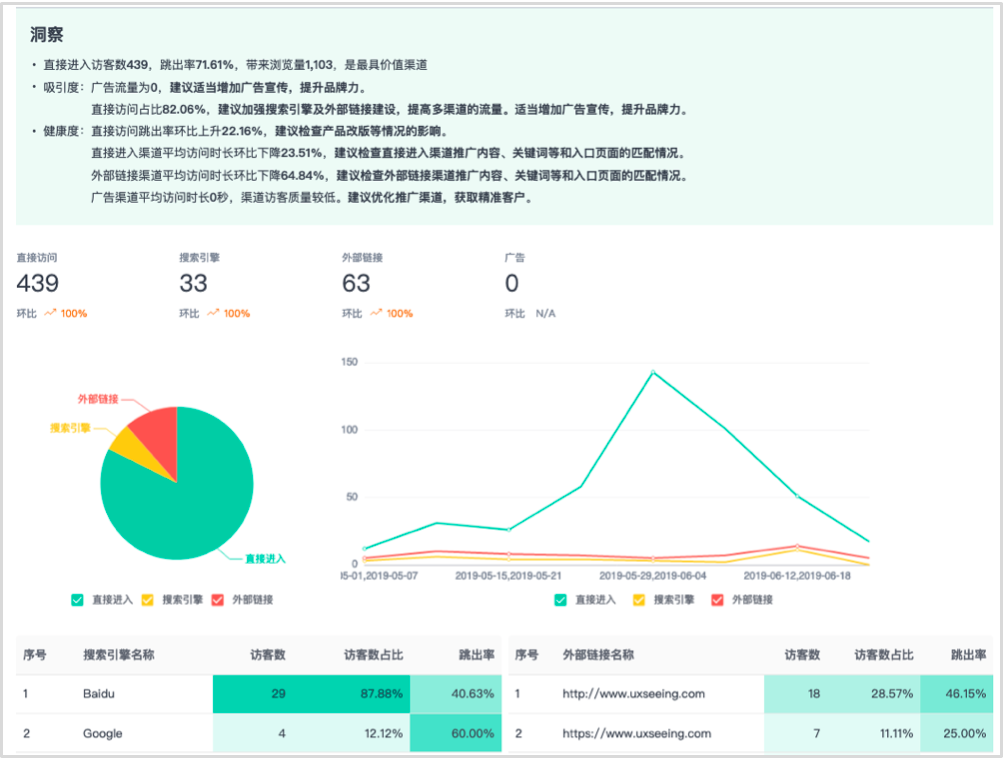 洞察
• 直接进入访客数439，跳出率71.61%，带来浏览量1,103，是最具价值渠道
• 吸引度：广告流量为0，建议适当增加广告宣传，提升品牌力。
直接访问占比82.06%，建议加强搜索引擎及外部链接建设，提高多渠道的流量。适当增加广告宣传，提升品牌力。
• 健康度：直接访问跳出率环比上升22.16%，建议检查产品改版等情况的影响。
直接进入渠道平均访问时长环比下降23.51%，建议检查直接进入渠道推广内容、关键词等和入口页面的匹配情况。
外部链接渠道平均访问时长环比下降64.84%，建议检查外部链接渠道推广内容、关键词等和入口页面的匹配情况。
广告渠道平均访问时长0秒，渠道访客质量较低。建议优化推广渠道，获取精准客户。
直接访问 搜索引擎 外部链接 广告
439 33 63 0
环比 100% 环比 100% 环比 100% 环比 N/A
外部链接
搜索引擎
直接进入
直接进入 搜索引擎 外部链接
150
100
50
0
15-01,2019-05-07 2019-05-15,2019-05-21 2019-05-29,2019-06-04 2019-06-12,2019-06-18
直接进入 搜索引擎 外部链接
序号 搜索引擎名称 访客数 访客数占比 跳出率
1 Baidu 29 87.88% 40.63%
2 Google 4 12.12% 60.00%
序号 外部链接名称 访客数 访客数占比 跳出率
1 http://www.uxseeing.com 18 28.57% 46.15%
2 https://www.uxseeing.com 7 11.11% 25.00%